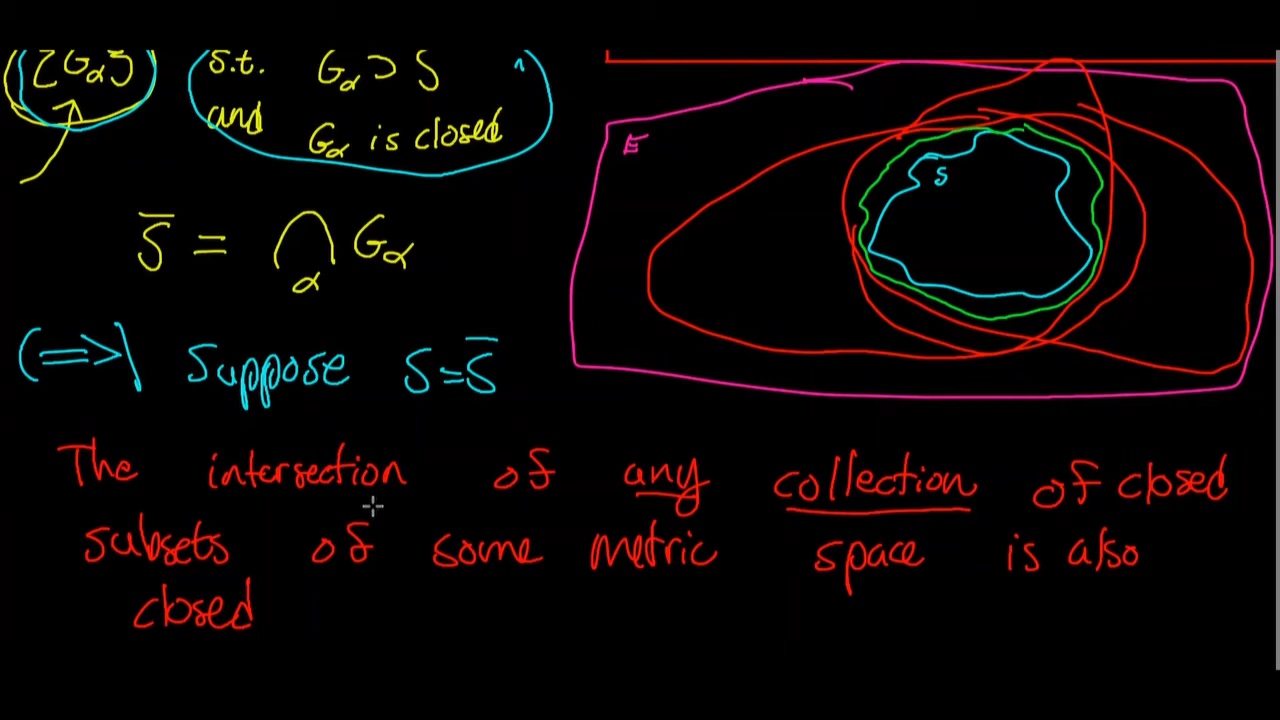 {Gα} s.t. Gα ⊃ S
and Gα is closed
E
S
S̅ = ⋂ Gα
α
(=>) Suppose S = S̅
The intersection of any collection of closed
subsets of some metric space is also
closed